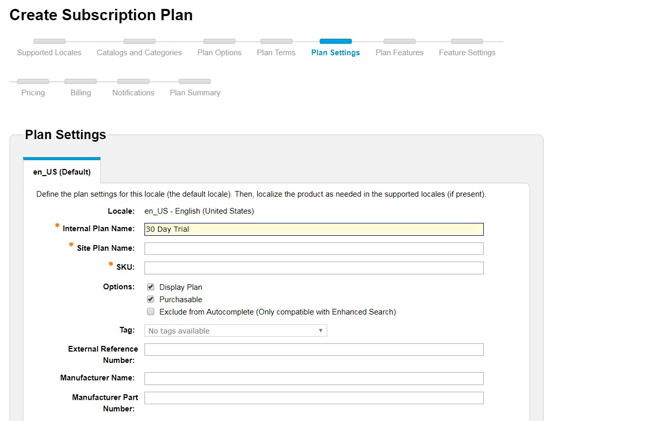 Create Subscription Plan
Supported Locales Catalogs and Categories Plan Options Plan Terms Plan Settings Plan Features Feature Settings
Pricing Billing Notifications Plan Summary
Plan Settings
en_US (Default)
Define the plan settings for this locale (the default locale). Then, localize the product as needed in the supported locales (if present).
Locale: en_US - English (United States)
* Internal Plan Name: 30 Day Trial
* Site Plan Name:
* SKU:
Options: Display Plan
Purchasable
Exclude from Autocomplete (Only compatible with Enhanced Search)
Tag: No tags available
External Reference
Number:
Manufacturer Name:
Manufacturer Part
Number: